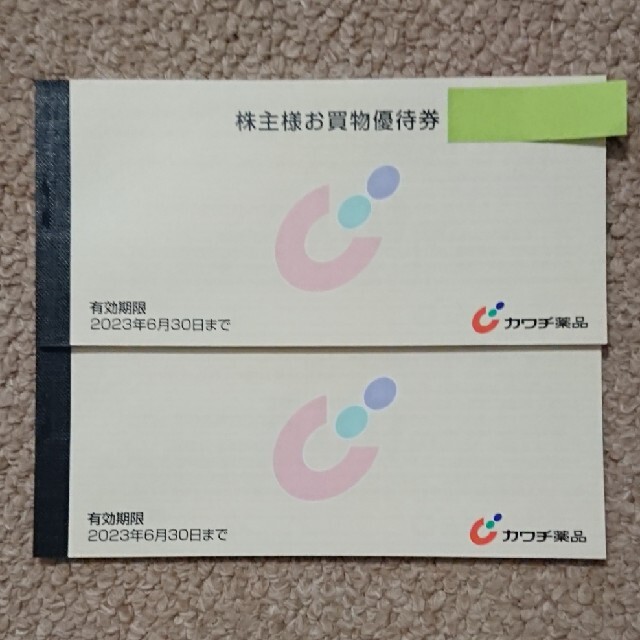 株主様お買物優待券
有効期限
2023年6月30日まで
カワチ薬品
有効期限
2023年6月30日まで
カワチ薬品